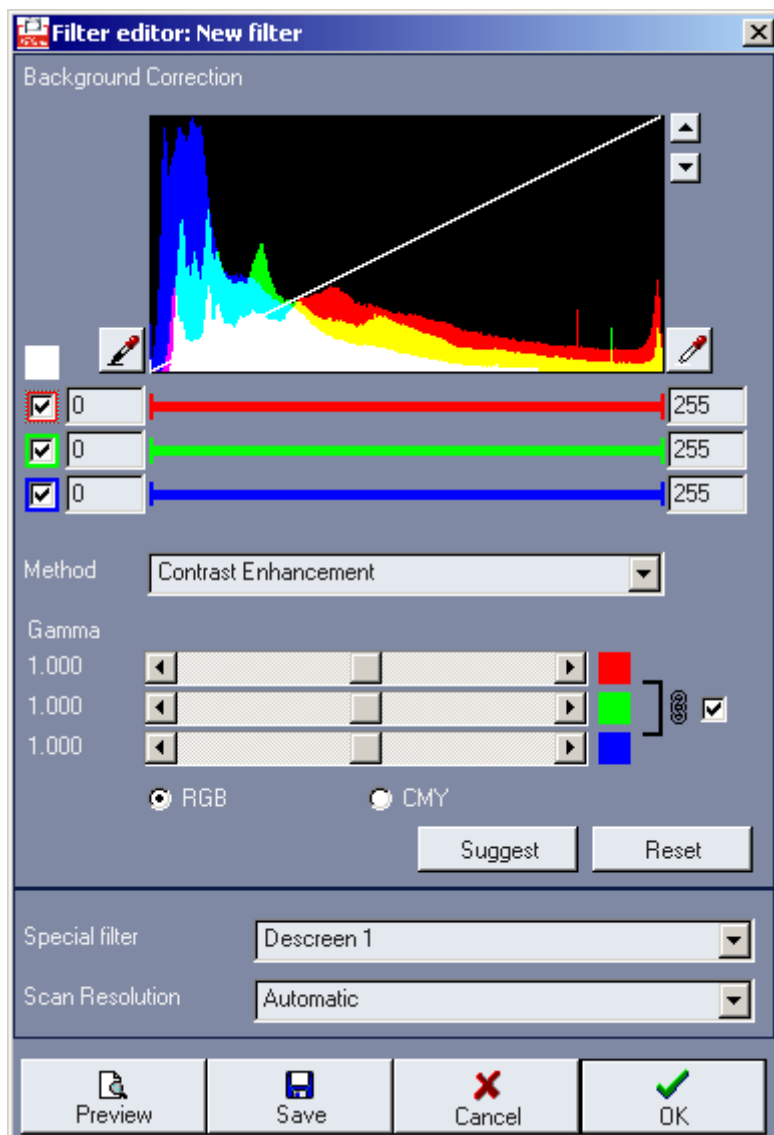 Filter editor: New filter
Background Correction
0 255
0 255
0 255
Method Contrast Enhancement
Gamma
1.000
1.000
1.000
RGB CMY
Suggest Reset
Special filter Descreen 1
Scan Resolution Automatic
Preview Save Cancel OK